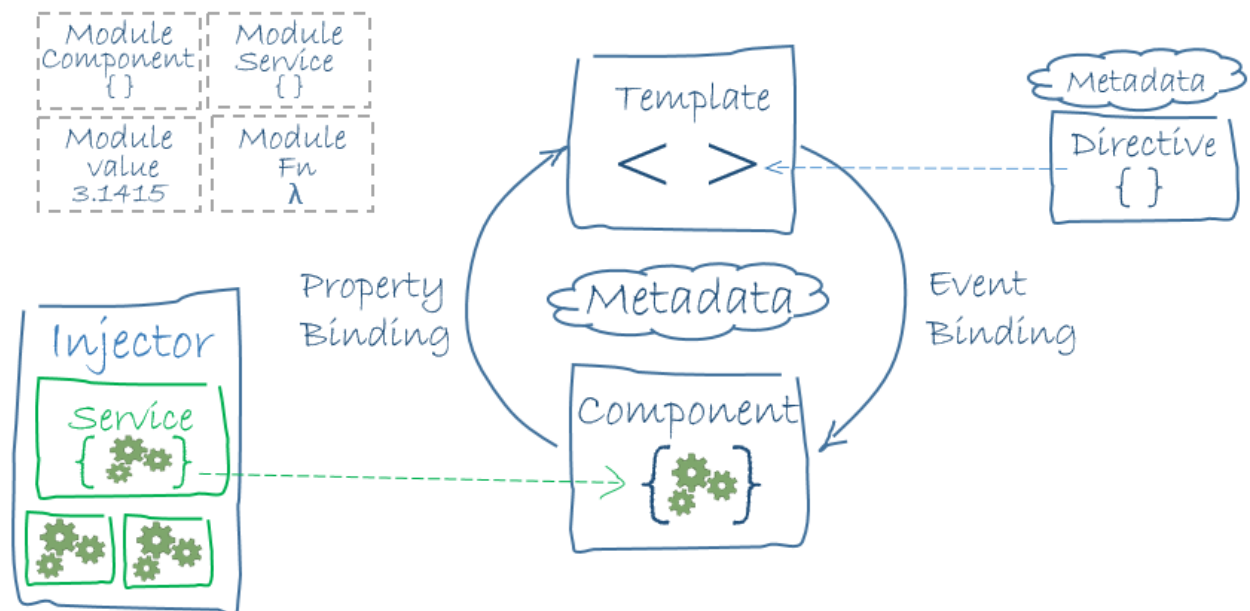 Module
Component
{ }
Module
Service
{ }
Module
value
3.1415
Module
Fn
λ
Template
< >
Metadata
Directive
{ }
Property
Binding
Metadata
Event
Binding
Injector
Service
{ }
Component
{ }